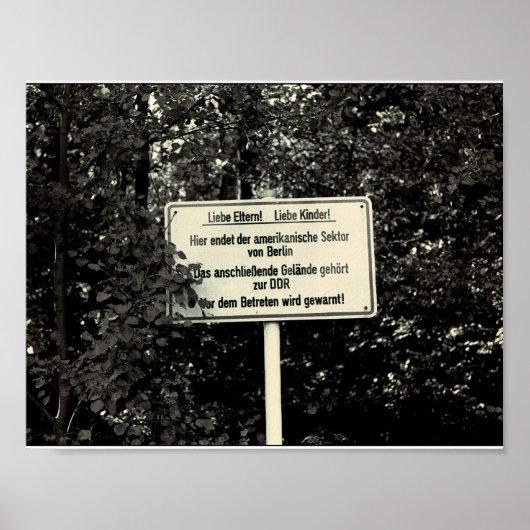 Liebe Eltern! Liebe Kinder!
Hier endet der amerikanische Sektor
von Berlin
Das anschließende Gelände gehört
zur DDR
Vor dem Betreten wird gewarnt!